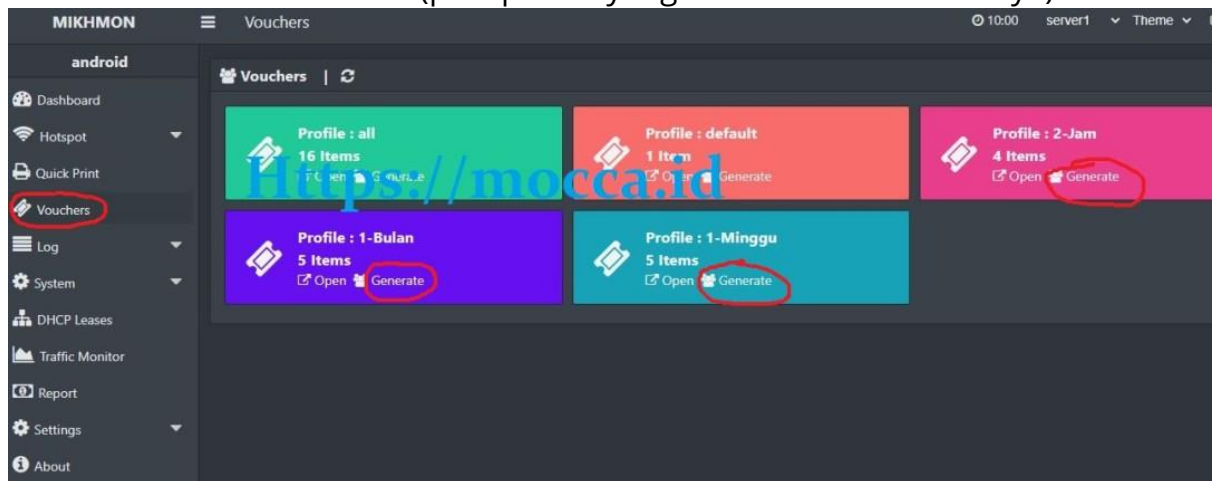 MIKHMON
Vouchers
10:00 server1 Theme
android
Vouchers |
Dashboard
Hotspot
Quick Print
Vouchers
Log
System
DHCP Leases
Traffic Monitor
Report
Settings
About
Profile : all
16 Items
Open Generate
Profile : default
1 Item
Open Generate
Profile : 2-Jam
4 Items
Open Generate
Profile : 1-Bulan
5 Items
Open Generate
Profile : 1-Minggu
5 Items
Open Generate
Https://mocca.id